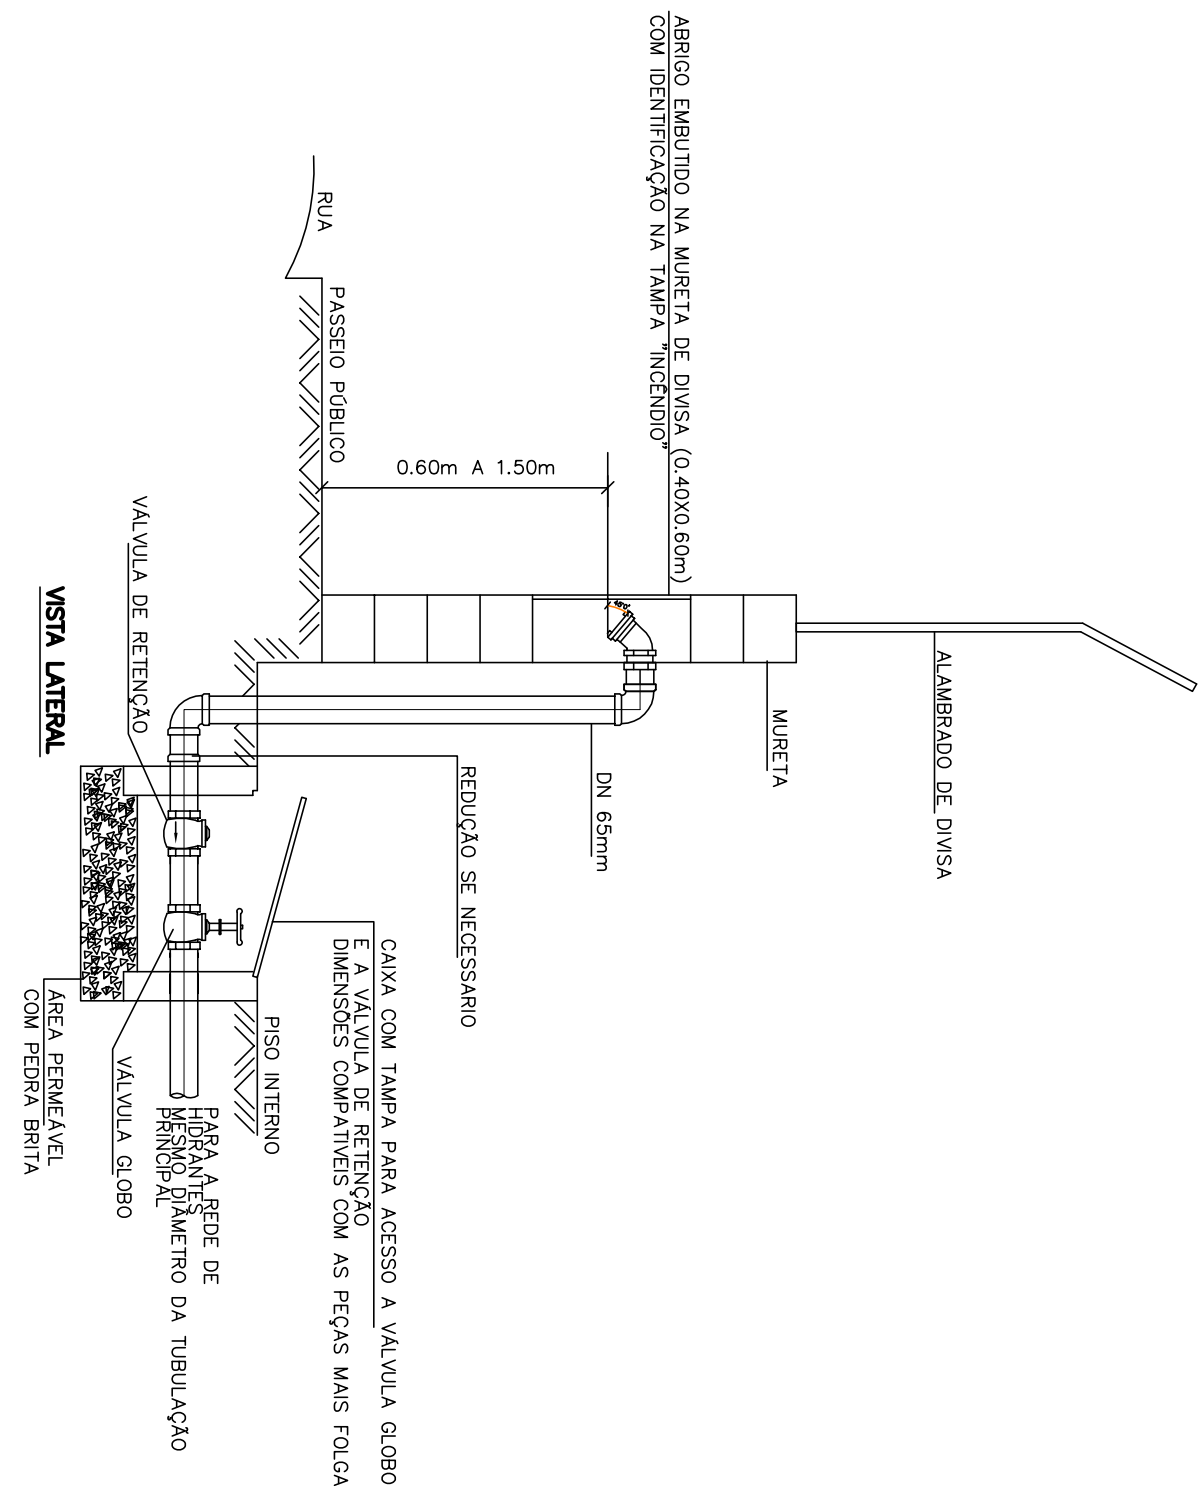 ABRIGO EMBUTIDO NA MURETA DE DIVISA (0.40X0.60m)
COM IDENTIFICAÇÃO NA TAMPA "INCÊNDIO"
ALAMBRADO DE DIVISA
MURETA
45°
DN 65mm
0.60m A 1.50m
RUA
PASSEIO PÚBLICO
REDUÇÃO SE NECESSARIO
CAIXA COM TAMPA PARA ACESSO A VÁLVULA GLOBO
E A VÁLVULA DE RETENÇÃO
DIMENSÕES COMPATIVEIS COM AS PEÇAS MAIS FOLGA
PISO INTERNO
PARA A REDE DE
HIDRANTES
MESMO DIÂMETRO DA TUBULAÇÃO
PRINCIPAL
VÁLVULA DE RETENÇÃO
VÁLVULA GLOBO
ÁREA PERMEÁVEL
COM PEDRA BRITA
VISTA LATERAL